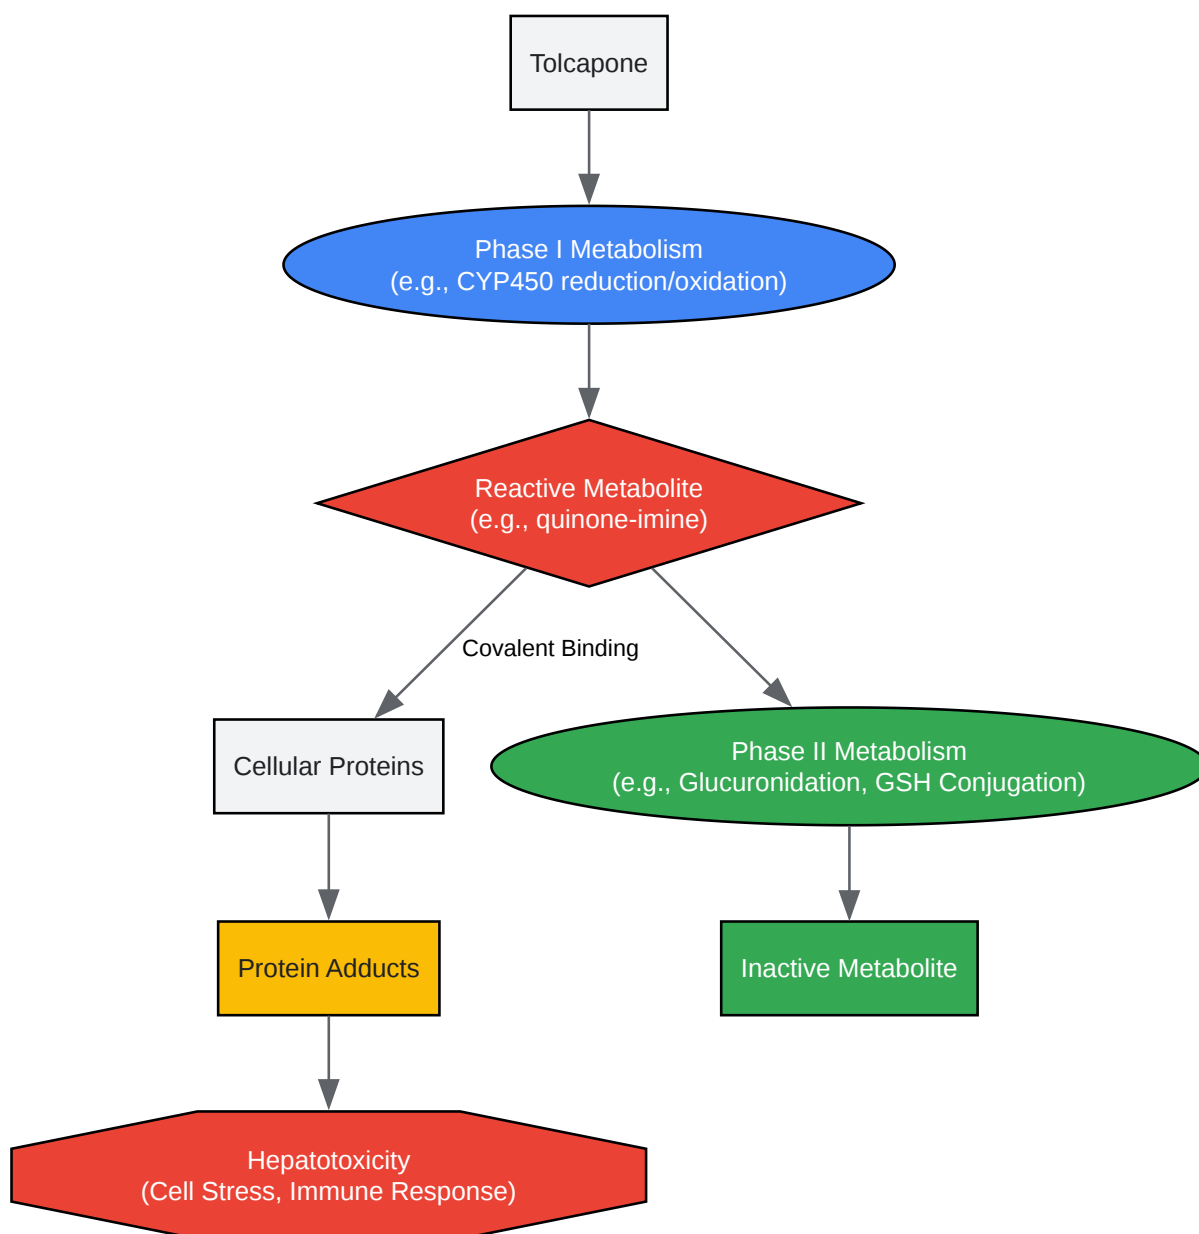 Tolcapone
Phase I Metabolism
(e.g., CYP450 reduction/oxidation)
Reactive Metabolite
(e.g., quinone-imine)
Covalent Binding
Cellular Proteins
Phase II Metabolism
(e.g., Glucuronidation, GSH Conjugation)
Protein Adducts
Inactive Metabolite
Hepatotoxicity
(Cell Stress, Immune Response)